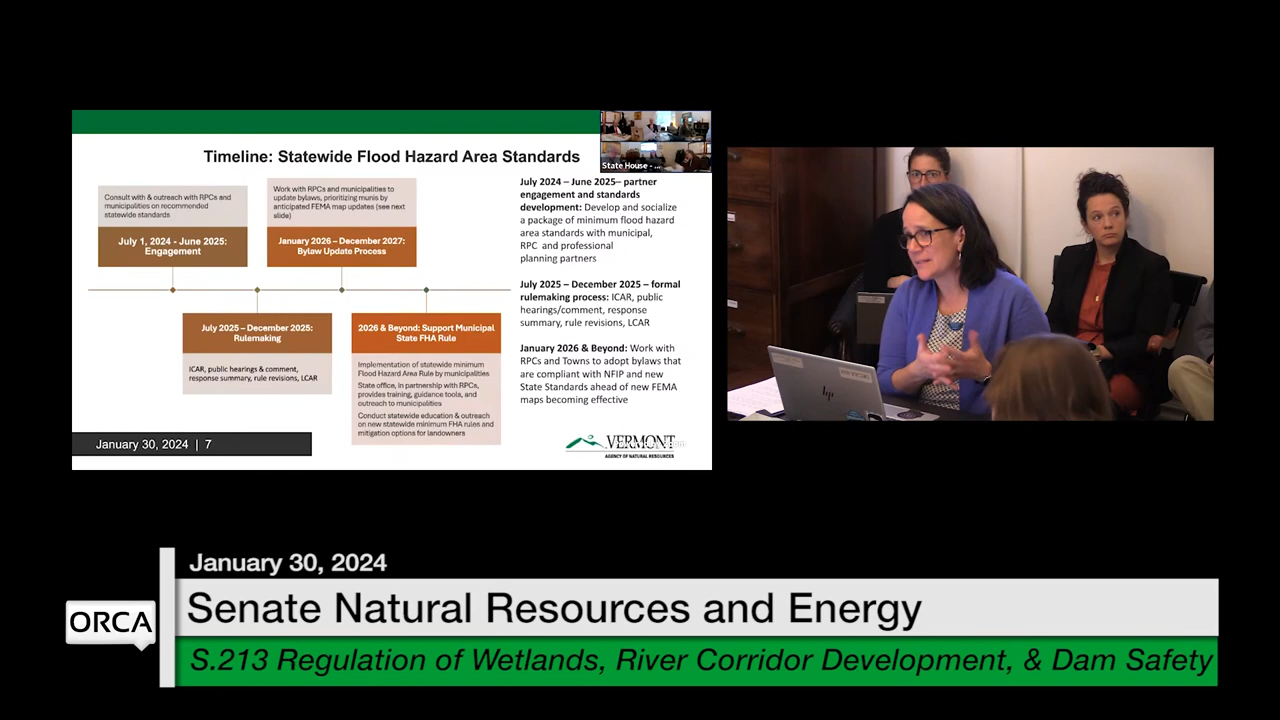 Timeline: Statewide Flood Hazard Area Standards
State House - ...
Consult with & outreach with RPCs and
municipalities on recommended
statewide standards
July 1, 2024 - June 2025:
Engagement
Work with RPCs and municipalities to
update bylaws, prioritizing munis by
anticipated FEMA map updates (see next
slide)
January 2026 – December 2027:
Bylaw Update Process
July 2025 – December 2025:
Rulemaking
ICAR, public hearings & comment,
response summary, rule revisions, LCAR
2026 & Beyond: Support Municipal
State FHA Rule
Implementation of statewide minimum
Flood Hazard Area Rule by municipalities
State office, in partnership with RPCs,
provides training, guidance tools, and
outreach to municipalities
Conduct statewide education & outreach
on new statewide minimum FHA rules and
mitigation options for landowners
July 2024 – June 2025– partner
engagement and standards
development: Develop and socialize
a package of minimum flood hazard
area standards with municipal,
RPC and professional
planning partners
July 2025 – December 2025 – formal
rulemaking process: ICAR, public
hearings/comment, response
summary, rule revisions, LCAR
January 2026 & Beyond: Work with
RPCs and Towns to adopt bylaws that
are compliant with NFIP and new
State Standards ahead of new FEMA
maps becoming effective
January 30, 2024 | 7
VERMONT
AGENCY OF NATURAL RESOURCES
hp
January 30, 2024
ORCA
Senate Natural Resources and Energy
S.213 Regulation of Wetlands, River Corridor Development, & Dam Safety